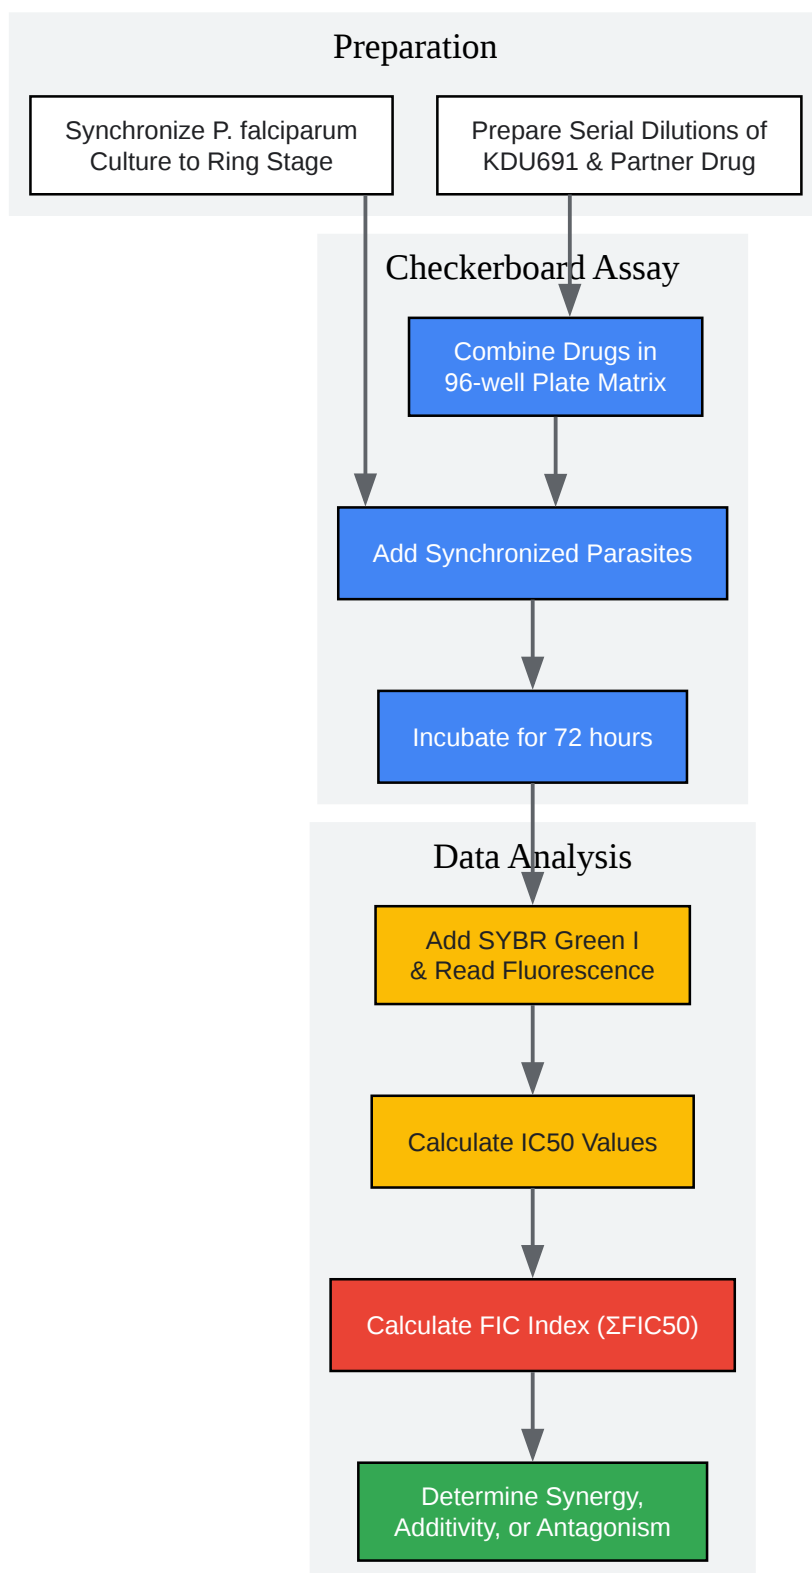 Preparation
Synchronize P. falciparum
Culture to Ring Stage
Prepare Serial Dilutions of
KDU691 & Partner Drug
Checkerboard Assay
Combine Drugs in
96-well Plate Matrix
Add Synchronized Parasites
Incubate for 72 hours
Data Analysis
Add SYBR Green I
& Read Fluorescence
Calculate IC50 Values
Calculate FIC Index (ΣFIC50)
Determine Synergy,
Additivity, or Antagonism